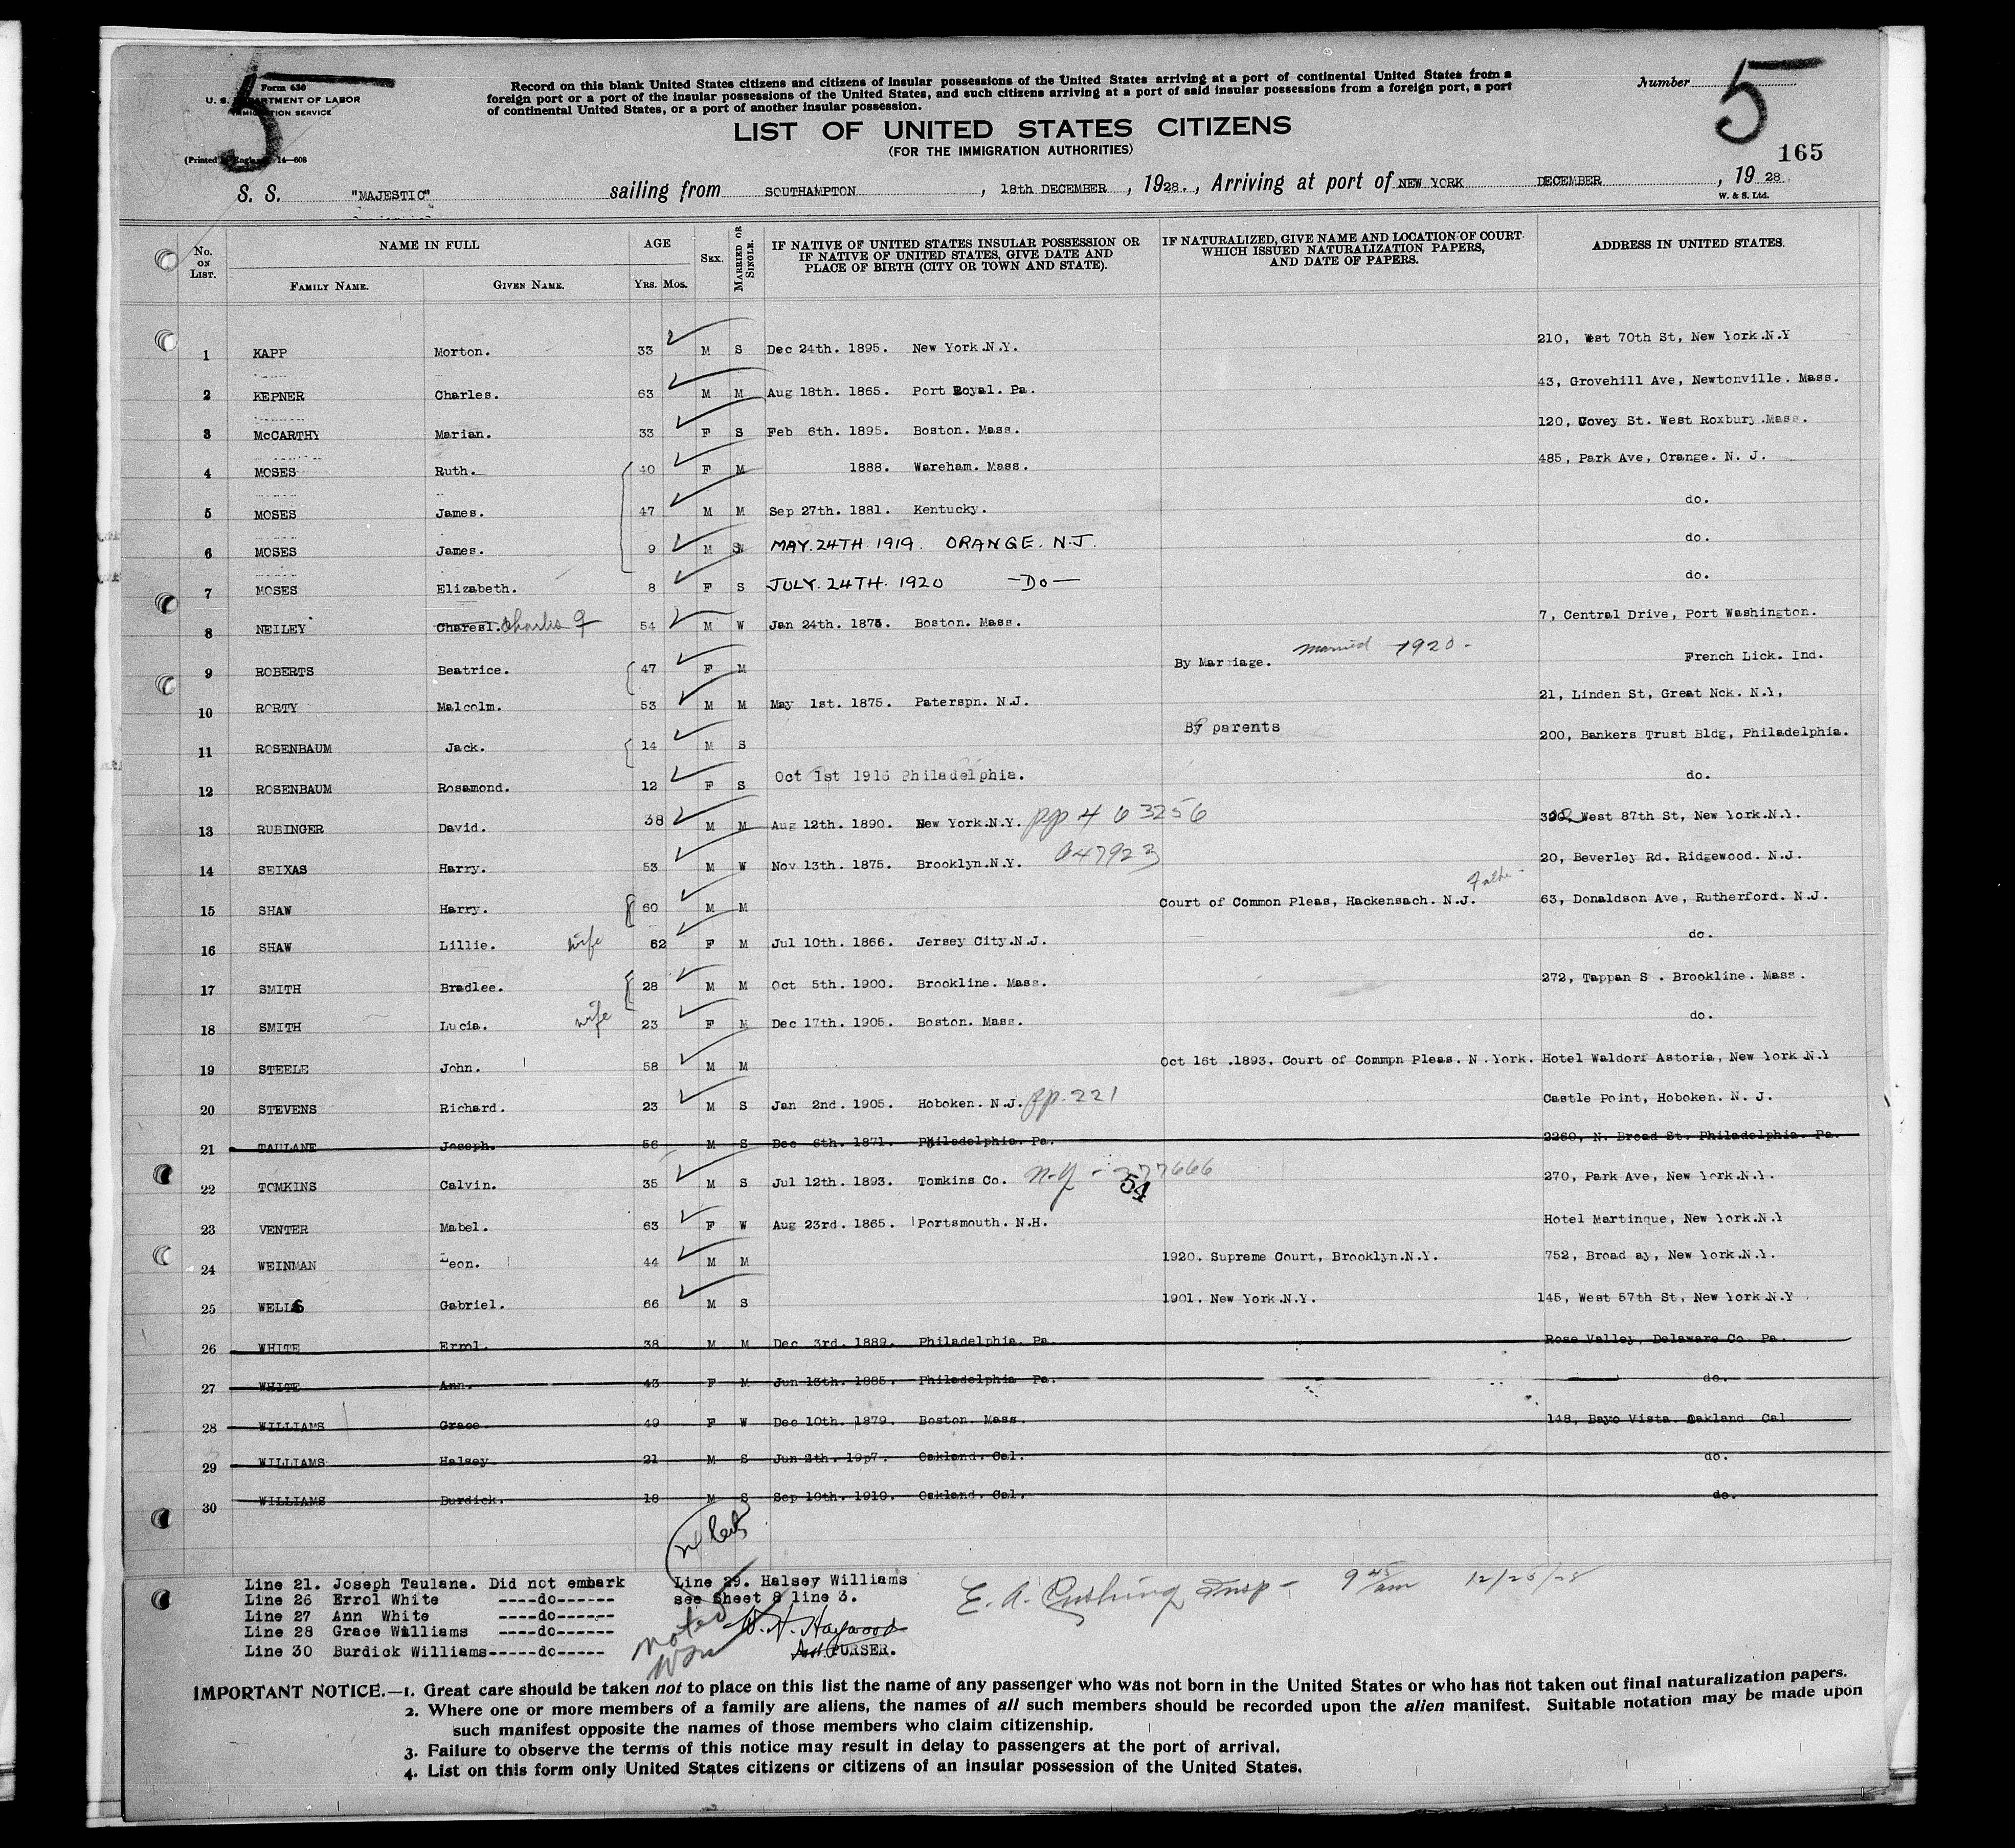 5
Form 630
U. S. DEPARTMENT OF LABOR
IMMIGRATION SERVICE
(Printed in England) 14—608
Record on this blank United States citizens and citizens of insular possessions of the United States arriving at a port of continental United States from a
foreign port or a port of the insular possessions of the United States, and such citizens arriving at a port of said insular possessions from a foreign port, a port
of continental United States, or a port of another insular possession.
Number 5
LIST OF UNITED STATES CITIZENS
(FOR THE IMMIGRATION AUTHORITIES)
165
S. S. "MAJESTIC" sailing from SOUTHAMPTON, 18th DECEMBER, 1928., Arriving at port of NEW YORK DECEMBER, 1928.
W. & S. Ltd.
No. ON LIST. NAME IN FULL FAMILY NAME. GIVEN NAME. AGE YRS. MOS. SEX. MARRIED OR SINGLE. IF NATIVE OF UNITED STATES INSULAR POSSESSION OR IF NATIVE OF UNITED STATES, GIVE DATE AND PLACE OF BIRTH (CITY OR TOWN AND STATE). IF NATURALIZED, GIVE NAME AND LOCATION OF COURT WHICH ISSUED NATURALIZATION PAPERS, AND DATE OF PAPERS. ADDRESS IN UNITED STATES.
1 KAPP Morton. 33 M S Dec 24th. 1895. New York.N.Y. 210, West 70th St, New York.N.Y
2 KEPNER Charles. 63 M M Aug 18th. 1865. Port Royal. Pa. 43, Grovehill Ave, Newtonville. Mass.
3 McCARTHY Marian. 33 F S Feb 6th. 1895. Boston. Mass. 120, Covey St. West Roxbury.Mass.
4 MOSES Ruth. 40 F M 1888. Wareham. Mass. 485, Park Ave, Orange. N. J.
5 MOSES James. 47 M M Sep 27th. 1881. Kentucky. do.
6 MOSES James. 9 M S MAY. 24TH 1919. ORANGE. N.J. do.
7 MOSES Elizabeth. 8 F S JULY. 24TH. 1920 —Do— do.
8 NEILEY Charesl. Charles 54 M W Jan 24th. 1874. Boston. Mass. 7, Central Drive, Port Washington.
9 ROBERTS Beatrice. 47 F M By Marriage. married 1920- French Lick. Ind.
10 RORTY Malcolm. 53 M M May 1st. 1875. Paterspn. N.J. 21, Linden St, Great Nck. N.Y,
11 ROSENBAUM Jack. 14 M S By parents 200, Bankers Trust Bldg, Philadelphia.
12 ROSENBAUM Rosamond. 12 F S Oct 1st 1916 Philadelphia. do.
13 RUBINGER David. 38 M M Aug 12th. 1890. New York.N.Y. pp 463256 West 87th St, New York.N.Y.
14 SEIXAS Harry. 53 M W Nov 13th. 1875. Brooklyn.N.Y. 047923 20, Beverley Rd. Ridgewood. N.J.
15 SHAW Harry. 60 M M Court of Common Pleas, Hackensach. N.J. 63, Donaldson Ave, Rutherford. N.J.
16 SHAW Lillie. wife 62 F M Jul 10th. 1866. Jersey City.N.J. do.
17 SMITH Bradlee. 28 M M Oct 5th. 1900. Brookline. Mass. 272, Tappan S . Brookline. Mass.
18 SMITH Lucia. wife 23 F M Dec 17th. 1905. Boston. Mass. do.
19 STEELE John. 58 M M Oct 16t .1893. Court of Commpn Pleas. N.York. Hotel Waldorf Astoria, New York N.Y
20 STEVENS Richard. 23 M S Jan 2nd. 1905. Hoboken. N.J. pp. 221 Castle Point, Hoboken. N. J.
21 TAULANE Joseph. 56 M S Dec 6th. 1871. Philadelphia. Pa. 2260, N. Broad St. Philadelphia. Pa.
22 TOMKINS Calvin. 35 M S Jul 12th. 1893. Tomkins Co. N.Y - 377666 54 270, Park Ave, New York.N.Y.
23 VENTER Mabel. 63 F W Aug 23rd. 1865. Portsmouth. N.H. Hotel Martinque, New York.N.Y
24 WEINMAN Leon. 44 M M 1920. Supreme Court, Brooklyn.N.Y. 752, Broad ay, New York.N.Y.
25 WELLS Gabriel. 66 M S 1901. New York.N.Y. 145, West 57th St, New York.N.Y.
26 WHITE Errol. 38 M M Dec 3rd. 1889. Philadelphia. Pa. Rose Valley, Delaware Co. Pa.
27 WHITE Ann. 43 F M Jun 13th. 1885. Philadelphia Pa. do.
28 WILLIAMS Grace 49 F W Dec 10th. 1879. Boston. Mass. 148, Bayo Vista. Oakland. Cal
29 WILLIAMS Halsey 21 M S Jun 2th. 19p7. Oakland. Cal. do.
30 WILLIAMS Burdick. 18 M S Sep 10th. 1910. Oakland. Cal. do.
Line 21. Joseph Taulana. Did not embark
Line 26 Errol White ----do------
Line 27 Ann White ----do------
Line 28 Grace Williams ----do------
Line 30 Burdick Williams-----do-----
Line 29. Halsey Williams
see Sheet 8 line 3.
noted
W. H. Haywood
Asst. PURSER.
E. A. Cushing Insp - 9 45 am 12/26/28
IMPORTANT NOTICE.—1. Great care should be taken not to place on this list the name of any passenger who was not born in the United States or who has not taken out final naturalization papers.
2. Where one or more members of a family are aliens, the names of all such members should be recorded upon the alien manifest. Suitable notation may be made upon
such manifest opposite the names of those members who claim citizenship.
3. Failure to observe the terms of this notice may result in delay to passengers at the port of arrival.
4. List on this form only United States citizens or citizens of an insular possession of the United States.